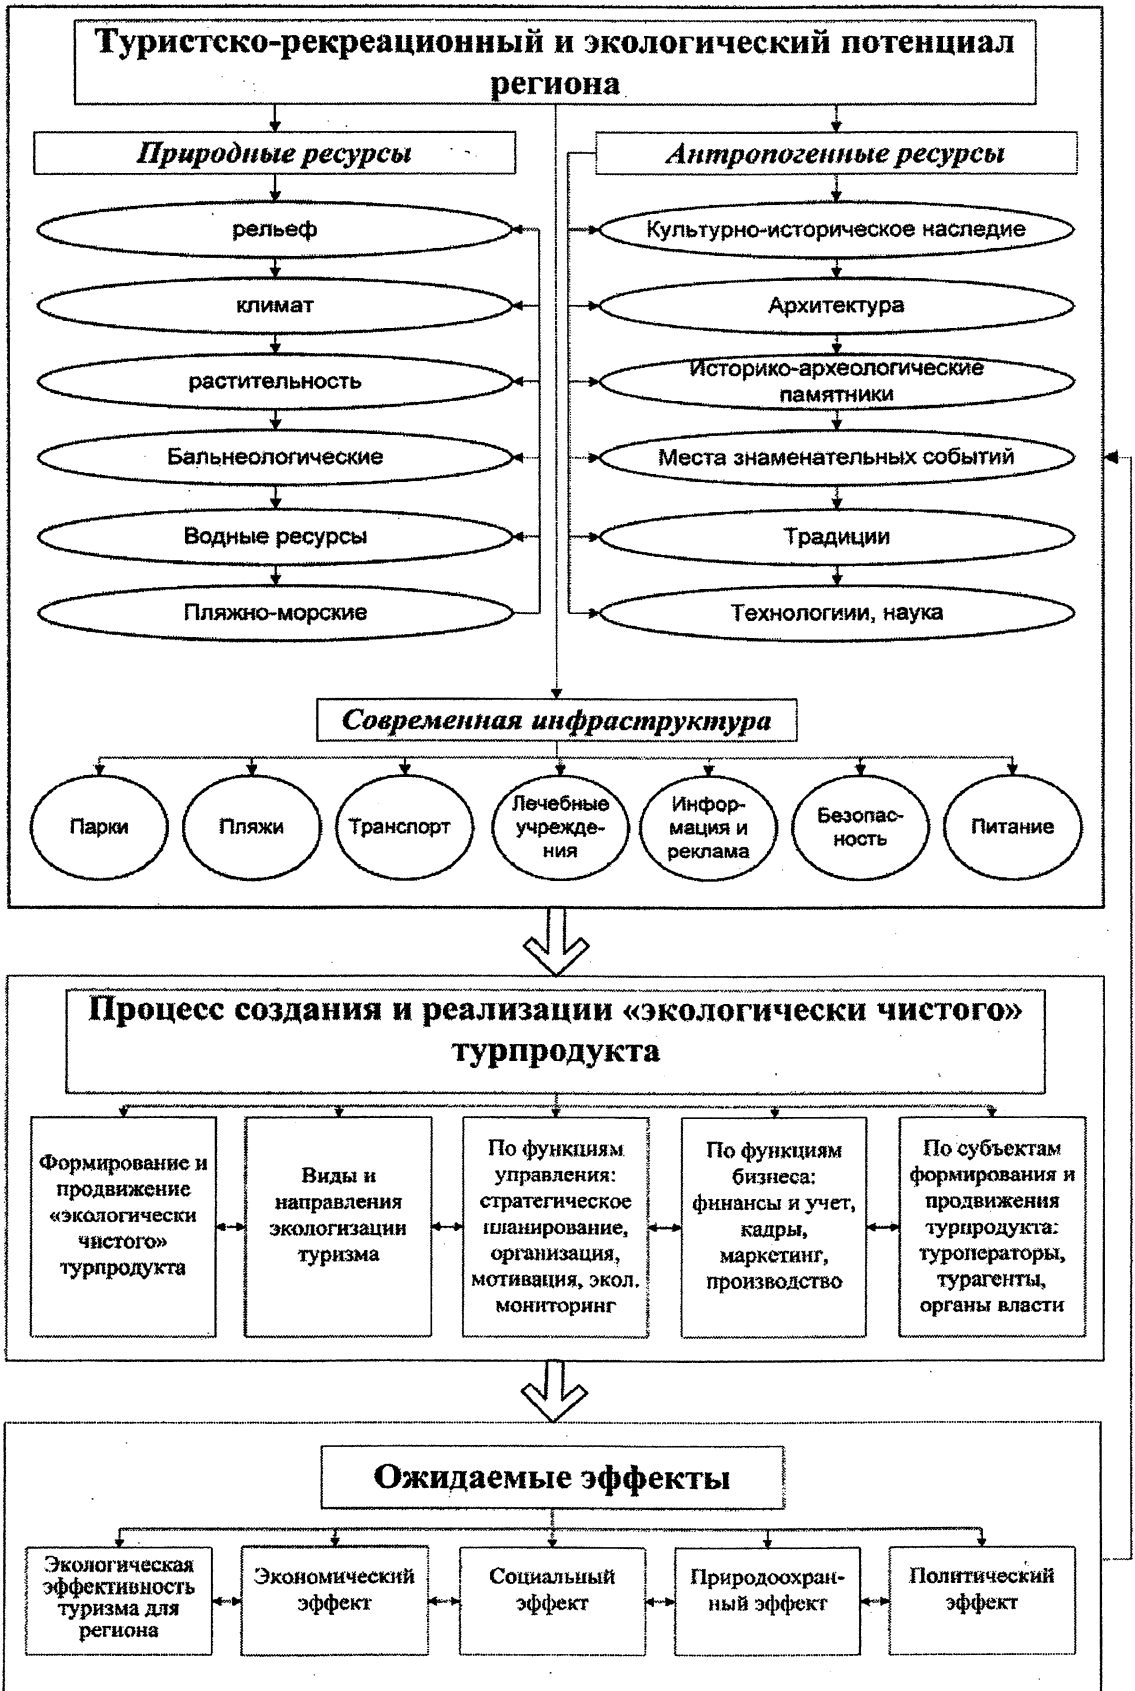 Туристско-рекреационный и экологический потенциал
региона
Природные ресурсы
рельеф
климат
растительность
Бальнеологические
Водные ресурсы
Пляжно-морские
Антропогенные ресурсы
Культурно-историческое наследие
Архитектура
Историко-археологические
памятники
Места знаменательных событий
Традиции
Технологиии, наука
Современная инфраструктура
Парки
Пляжи
Транспорт
Лечебные
учрежде-
ния
Инфор-
мация и
реклама
Безопас-
ность
Питание
Процесс создания и реализации «экологически чистого»
турпродукта
Формирование и
продвижение
«экологически
чистого»
турпродукта
Виды и
направления
экологизации
туризма
По функциям
управления:
стратегическое
планирование,
организация,
мотивация, экол.
мониторинг
По функциям
бизнеса:
финансы и учет,
кадры,
маркетинг,
производство
По субъектам
формирования и
продвижения
турпродукта:
туроператоры,
турагенты,
органы власти
Ожидаемые эффекты
Экологическая
эффективность
туризма для
региона
Экономический
эффект
Социальный
эффект
Природоохран-
ный эффект
Политический
эффект